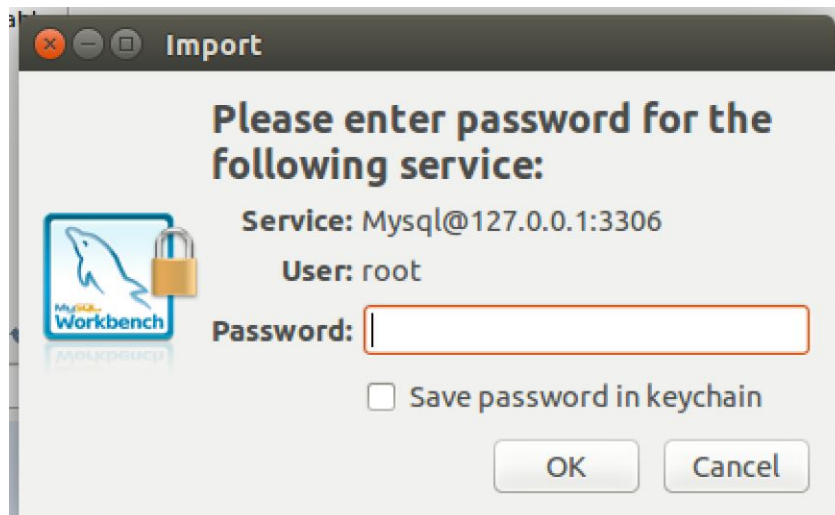 Import
Please enter password for the
following service:
Service: Mysql@127.0.0.1:3306
User: root
MySQL
Workbench
Password:
Save password in keychain
OK Cancel